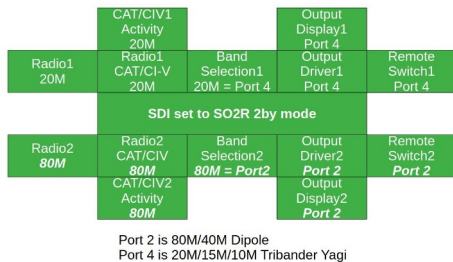 CAT/CIV1
Activity
20M
Output
Display1
Port 4
Radio1
20M
Radio1
CAT/CI-V
20M
Band
Selection1
20M = Port 4
Output
Driver1
Port 4
Remote
Switch1
Port 4
SDI set to SO2R 2by mode
Radio2
80M
Radio2
CAT/CIV
80M
Band
Selection2
80M = Port2
Output
Driver2
Port 2
Remote
Switch2
Port 2
CAT/CIV2
Activity
80M
Output
Display2
Port 2
Port 2 is 80M/40M Dipole
Port 4 is 20M/15M/10M Tribander Yagi